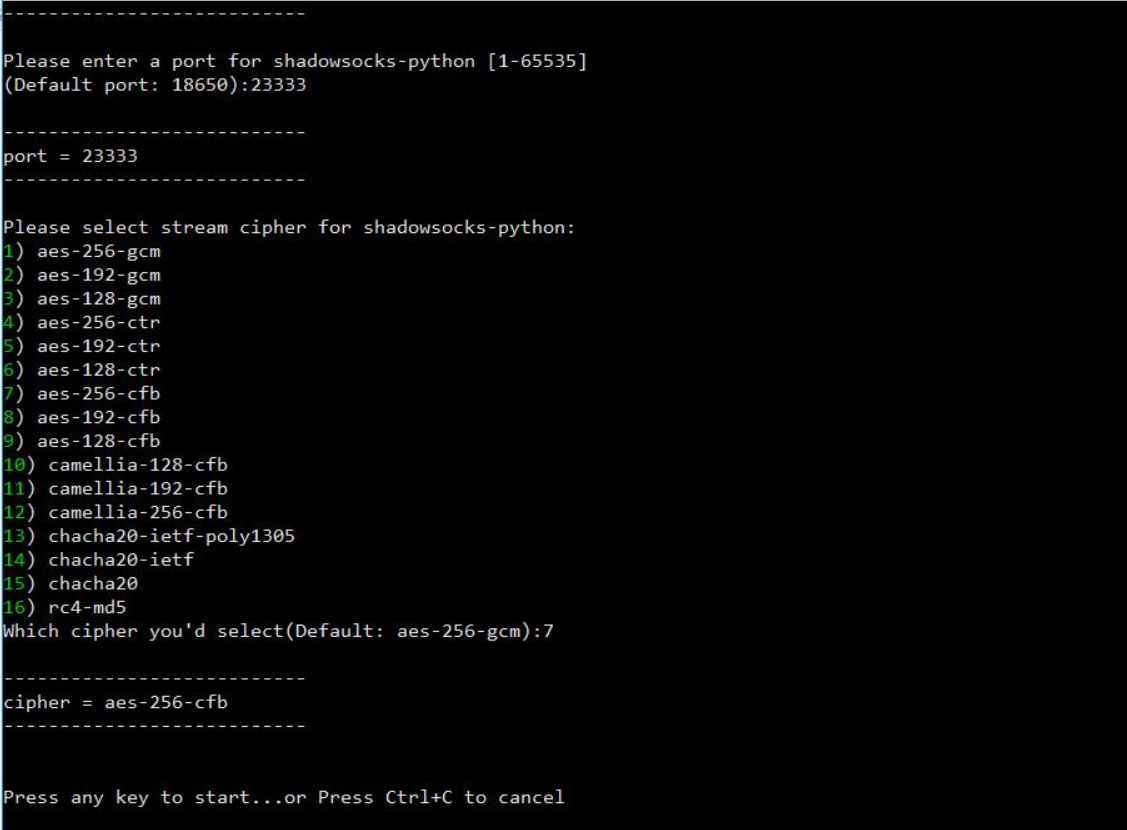 ---------------------------
Please enter a port for shadowsocks-python [1-65535]
(Default port: 18650):23333
---------------------------
port = 23333
---------------------------
Please select stream cipher for shadowsocks-python:
1) aes-256-gcm
2) aes-192-gcm
3) aes-128-gcm
4) aes-256-ctr
5) aes-192-ctr
6) aes-128-ctr
7) aes-256-cfb
8) aes-192-cfb
9) aes-128-cfb
10) camellia-128-cfb
11) camellia-192-cfb
12) camellia-256-cfb
13) chacha20-ietf-poly1305
14) chacha20-ietf
15) chacha20
16) rc4-md5
Which cipher you'd select(Default: aes-256-gcm):7
---------------------------
cipher = aes-256-cfb
---------------------------
Press any key to start...or Press Ctrl+C to cancel